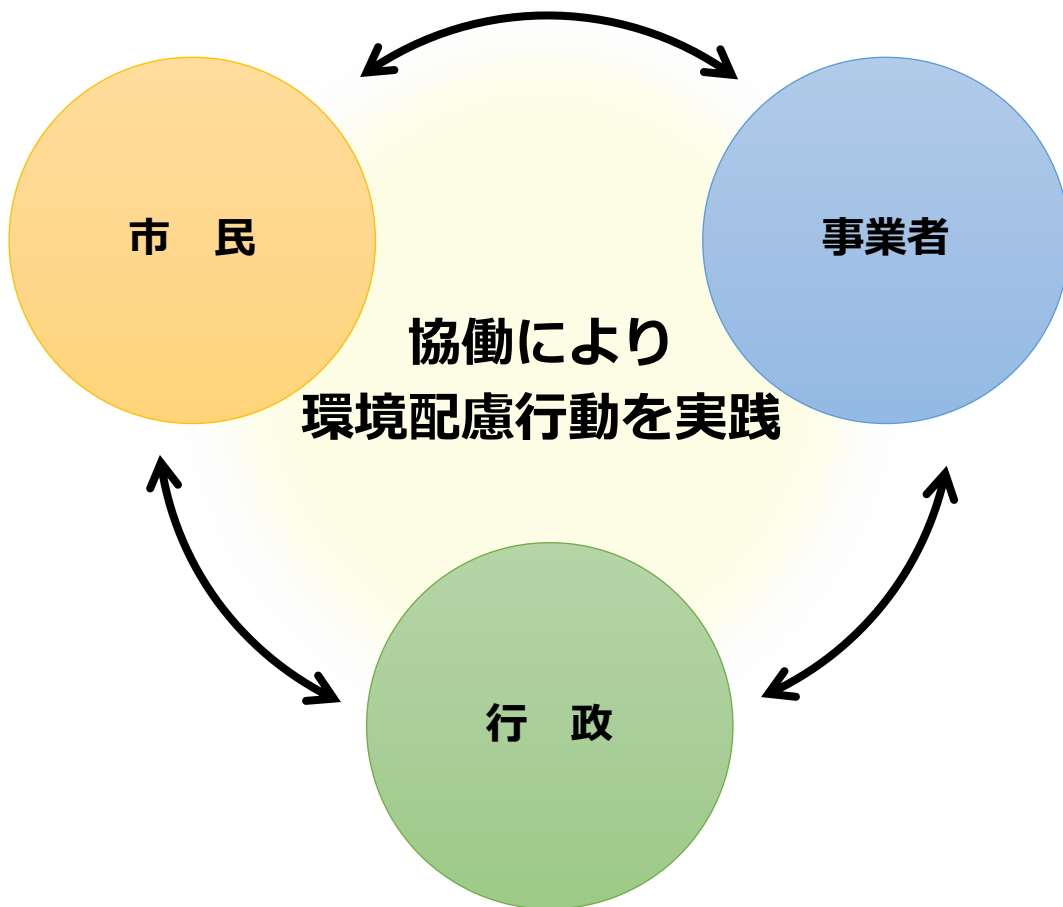 市　民
事業者
協働により
環境配慮行動を実践
行　政